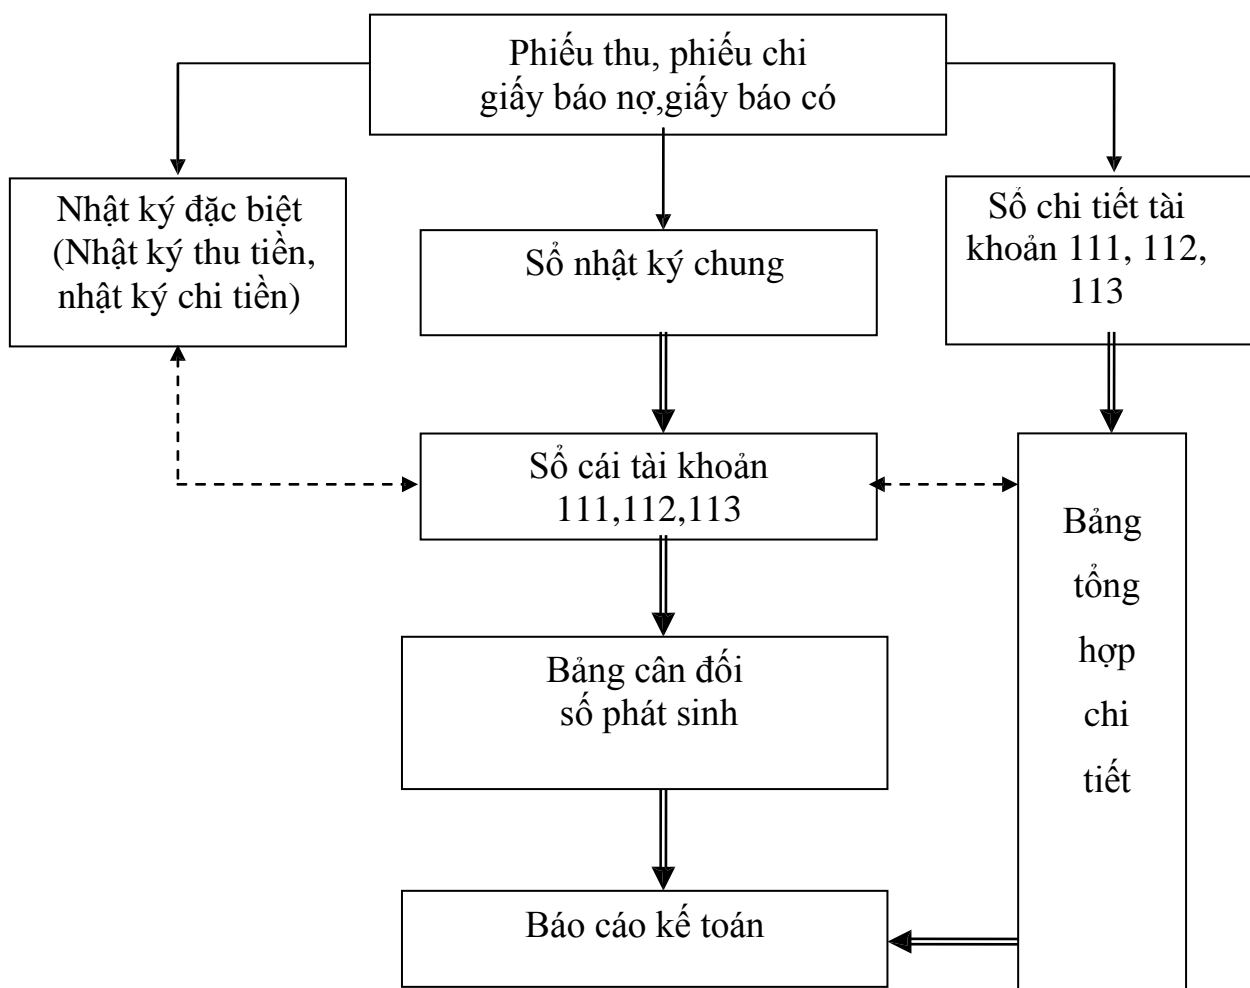 Phiếu thu, phiếu chi
giấy báo nợ,giấy báo có
Nhật ký đặc biệt
(Nhật ký thu tiền,
nhật ký chi tiền)
Sổ nhật ký chung
Sổ chi tiết tài
khoản 111, 112,
113
Sổ cái tài khoản
111,112,113
Bảng
tổng
hợp
chi
tiết
Bảng cân đối
số phát sinh
Báo cáo kế toán